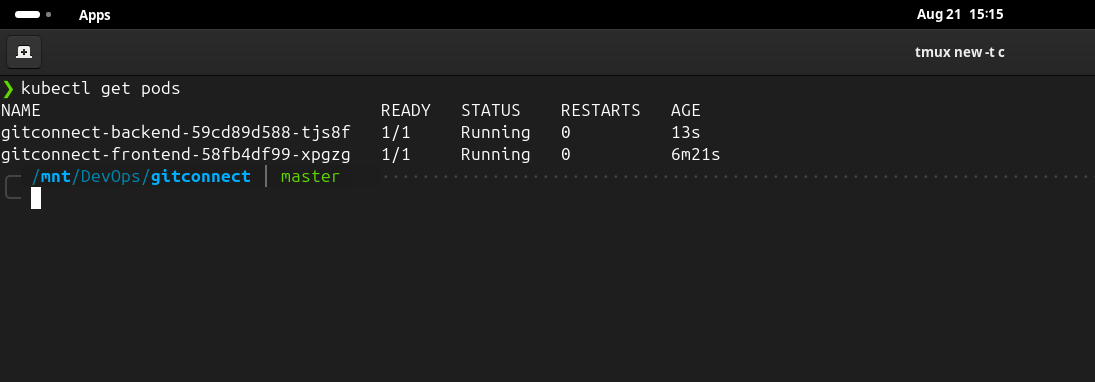 Apps
Aug 21 15:15
tmux new -t c
❯ kubectl get pods
NAME READY STATUS RESTARTS AGE
gitconnect-backend-59cd89d588-tjs8f 1/1 Running 0 13s
gitconnect-frontend-58fb4df99-xpgzg 1/1 Running 0 6m21s
/mnt/DevOps/gitconnect | master